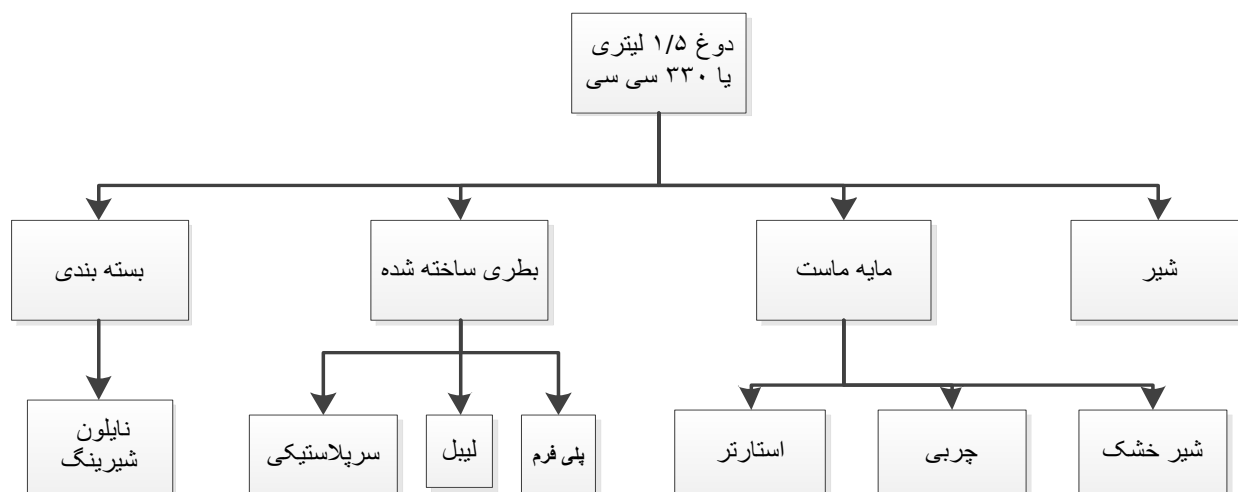 دوغ ۱/۵ لیتری
یا ۳۳۰ سی سی
شیر
مایه ماست
بطری ساخته شده
بسته بندی
شیر خشک
چربی
استارتر
پلی فرم
لیبل
سرپلاستیکی
نایلون
شیرینگ